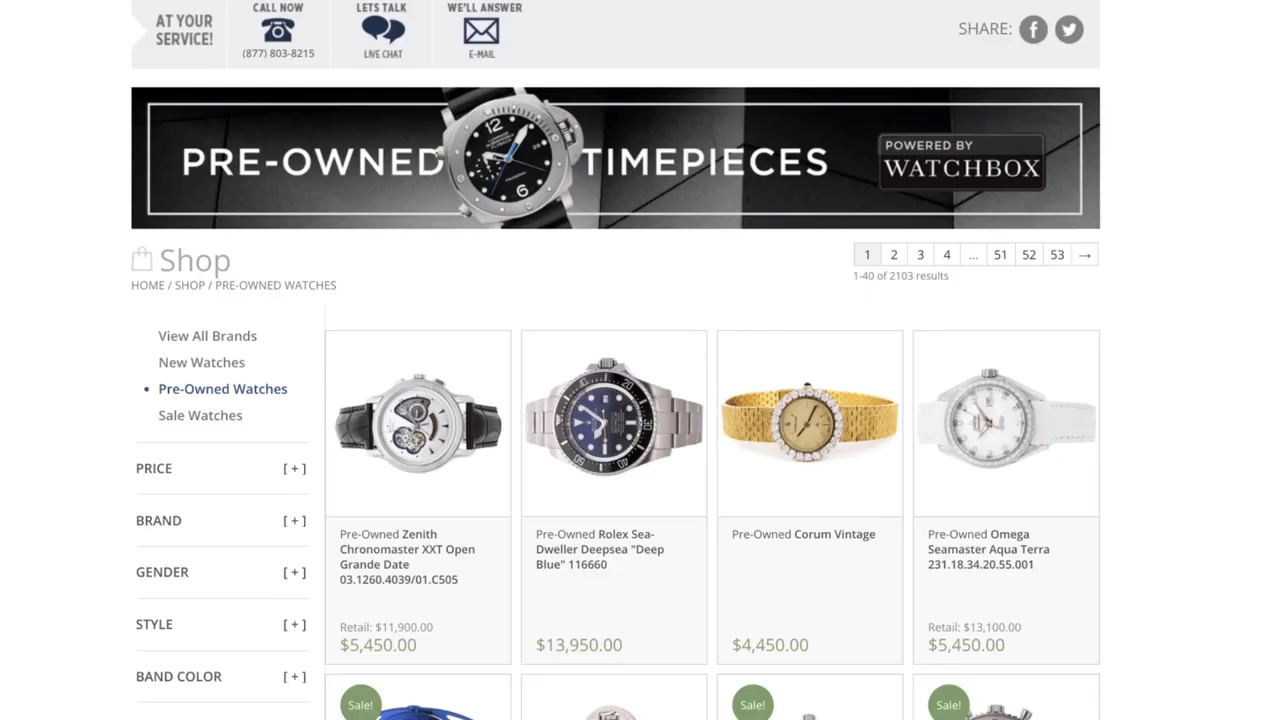 AT YOUR
SERVICE!
CALL NOW
(877) 803-8215
LETS TALK
LIVE CHAT
WE'LL ANSWER
E-MAIL
SHARE:
PRE-OWNED TIMEPIECES
12
6
POWERED BY
WATCHBOX
Shop
HOME / SHOP / PRE-OWNED WATCHES
1 2 3 4 ... 51 52 53 →
1-40 of 2103 results
View All Brands
New Watches
• Pre-Owned Watches
Sale Watches
PRICE [ + ]
BRAND [ + ]
GENDER [ + ]
STYLE [ + ]
BAND COLOR [ + ]
Pre-Owned Zenith
Chronomaster XXT Open
Grande Date
03.1260.4039/01.C505
Retail: $11,900.00
$5,450.00
Pre-Owned Rolex Sea-
Dweller Deepsea "Deep
Blue" 116660
$13,950.00
Pre-Owned Corum Vintage
$4,450.00
Pre-Owned Omega
Seamaster Aqua Terra
231.18.34.20.55.001
Retail: $13,100.00
$5,450.00
Sale!
Sale!
Sale!